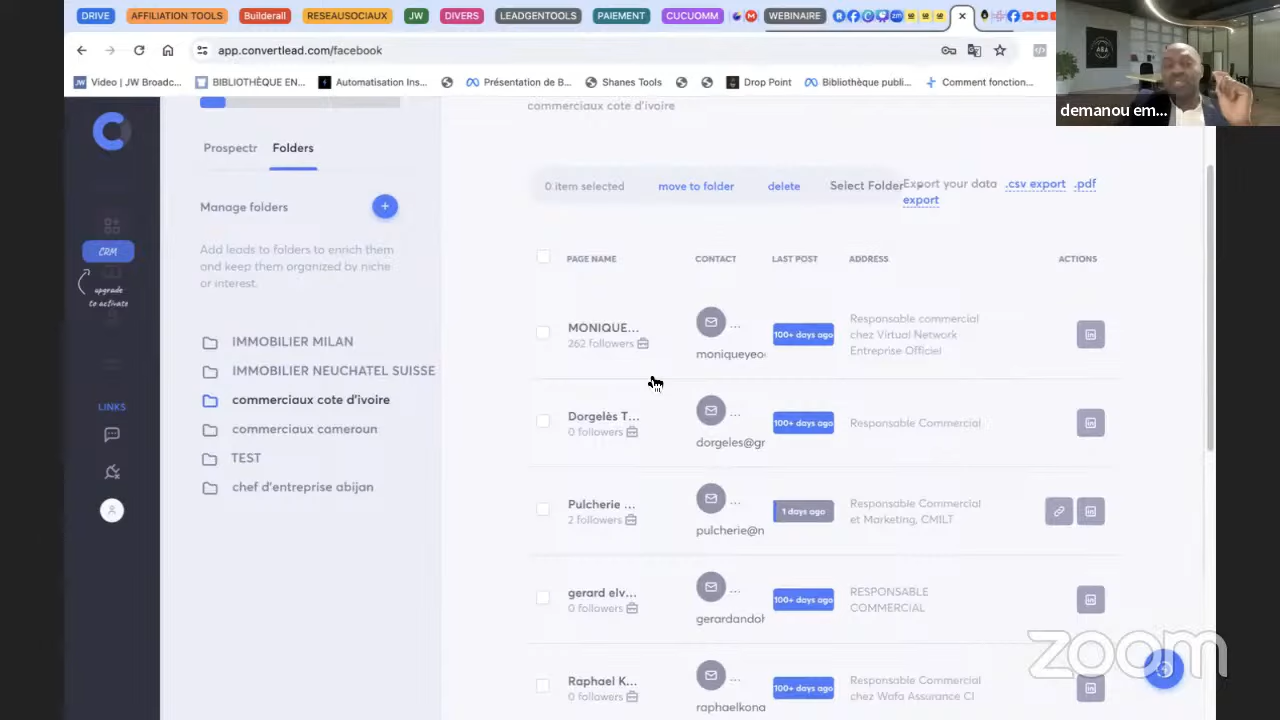 DRIVE AFFILIATION TOOLS Builderall RESEAUSOCIAUX JW DIVERS LEADGENTOOLS PAIEMENT CUCUOMM WEBINAIRE
app.convertlead.com/facebook
Video | JW Broadc... BIBLIOTHÈQUE EN... Automatisation Ins... Présentation de B... Shanes Tools Drop Point Bibliothèque publi... Comment fonction...
demanou em...
ABA
commerciaux cote d'ivoire
Prospectr Folders
Manage folders
+
Add leads to folders to enrich them
and keep them organized by niche
or interest.
CRM
upgrade
to activate
LINKS
IMMOBILIER MILAN
IMMOBILIER NEUCHATEL SUISSE
commerciaux cote d'ivoire
commerciaux cameroun
TEST
chef d'entreprise abijan
0 item selected move to folder delete Select Folder
Export your data .csv export .pdf
export
PAGE NAME CONTACT LAST POST ADDRESS ACTIONS
MONIQUE...
262 followers
...
moniqueyeo
100+ days ago
Responsable commercial
chez Virtual Network
Entreprise Officiel
Dorgelès T...
0 followers
...
dorgeles@gr
100+ days ago
Responsable Commercial
Pulcherie ...
2 followers
...
pulcherie@n
1 days ago
Responsable Commercial
et Marketing, CMILT
gerard elv...
0 followers
...
gerardandoh
100+ days ago
RESPONSABLE
COMMERCIAL
Raphael K...
0 followers
...
raphaelkona
100+ days ago
Responsable Commercial
chez Wafa Assurance CI
zoom